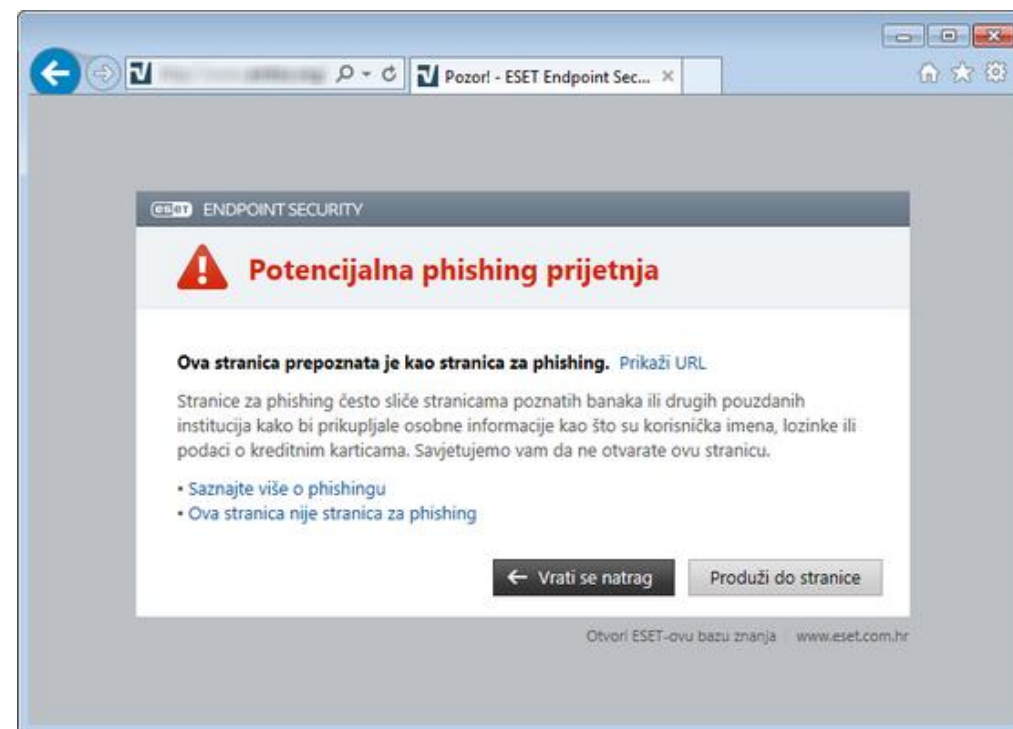 Pozor! - ESET Endpoint Sec...
eset ENDPOINT SECURITY
Potencijalna phishing prijetnja
Ova stranica prepoznata je kao stranica za phishing. Prikaži URL
Stranice za phishing često sliče stranicama poznatih banaka ili drugih pouzdanih
institucija kako bi prikupljale osobne informacije kao što su korisnička imena, lozinke ili
podaci o kreditnim karticama. Savjetujemo vam da ne otvarate ovu stranicu.
• Saznajte više o phishingu
• Ova stranica nije stranica za phishing
← Vrati se natrag
Produži do stranice
Otvori ESET-ovu bazu znanja | www.eset.com.hr